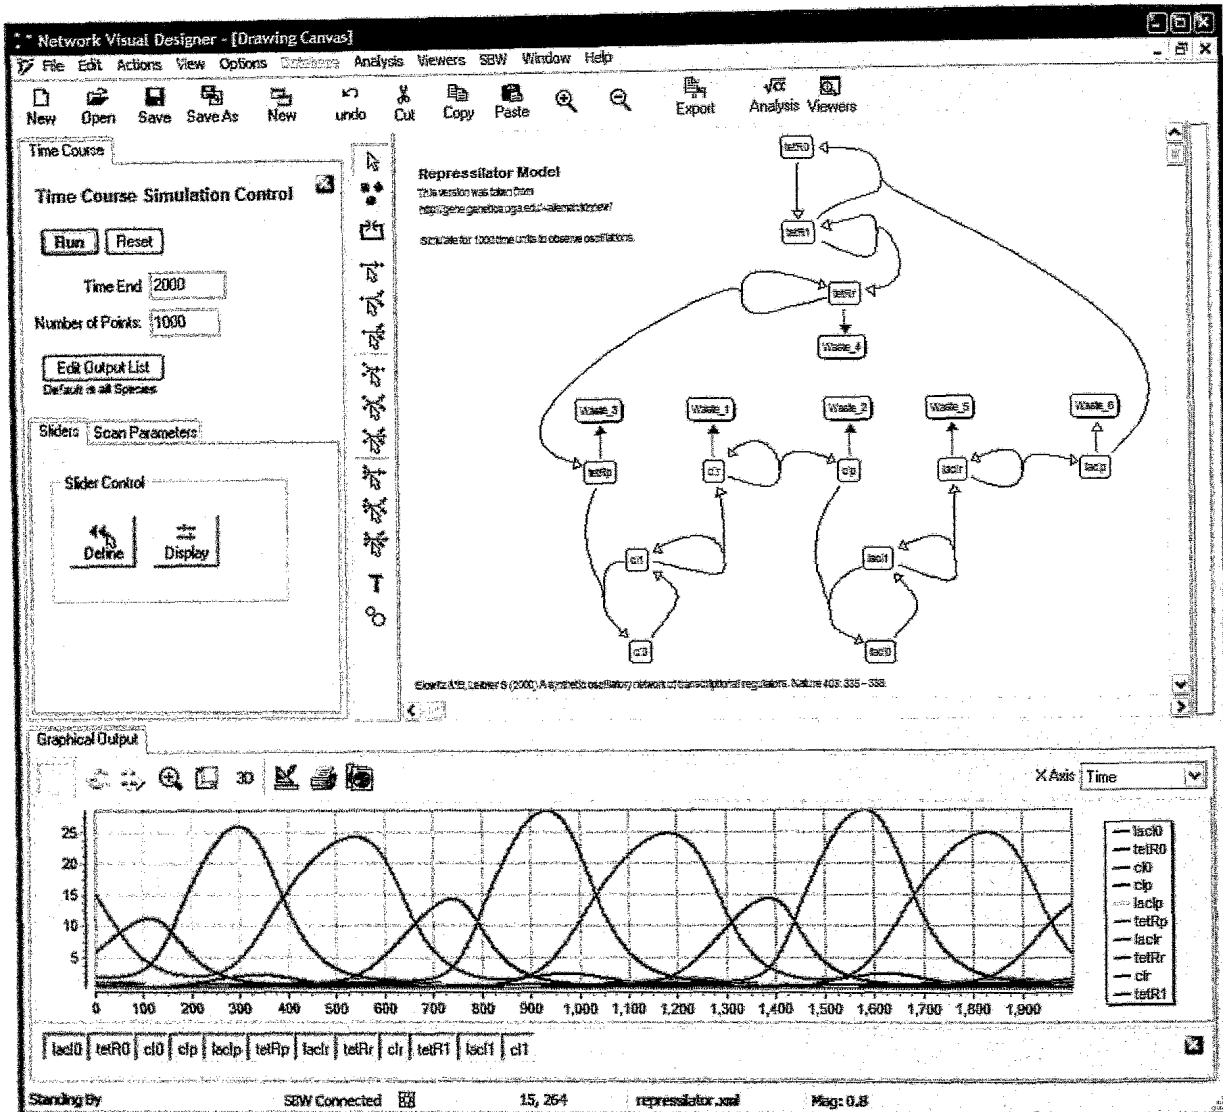 Network Visual Designer - [Drawing Canvas]
File Edit Actions View Options Database Analysis Viewers SBW Window Help
New Open Save Save As New undo Cut Copy Paste Export Analysis Viewers
Time Course
Time Course Simulation Control
Run Reset
Time End 2000
Number of Points: 1000
Edit Output List
Default is all Species
Sliders Scan Parameters
Slider Control
Define Display
T
Repressilator Model
This version was taken from
Simulate for 1000 time units to observe oscillations.
tetR0
tetR1
tetRr
Waste_4
Waste_3 Waste_1 Waste_2 Waste_5 Waste_6
tetRp clr clp laclr laclp
cl1 lacl1
cl0 lacl0
Elowitz MB, Leibler S (2000) A synthetic oscillatory network of transcriptional regulators. Nature 403: 335 - 338.
Graphical Output
3D
X Axis Time
25
20
15
10
5
0 100 200 300 400 500 600 700 800 900 1,000 1,100 1,200 1,300 1,400 1,500 1,600 1,700 1,800 1,900
lacl0
tetR0
cl0
clp
laclp
tetRp
laclr
tetRr
clr
tetR1
lacl0 tetR0 cl0 clp laclp tetRp laclr tetRr clr tetR1 lacl1 cl1
Standing By SBW Connected 15, 264 repressilator.xml Mag: 0.8